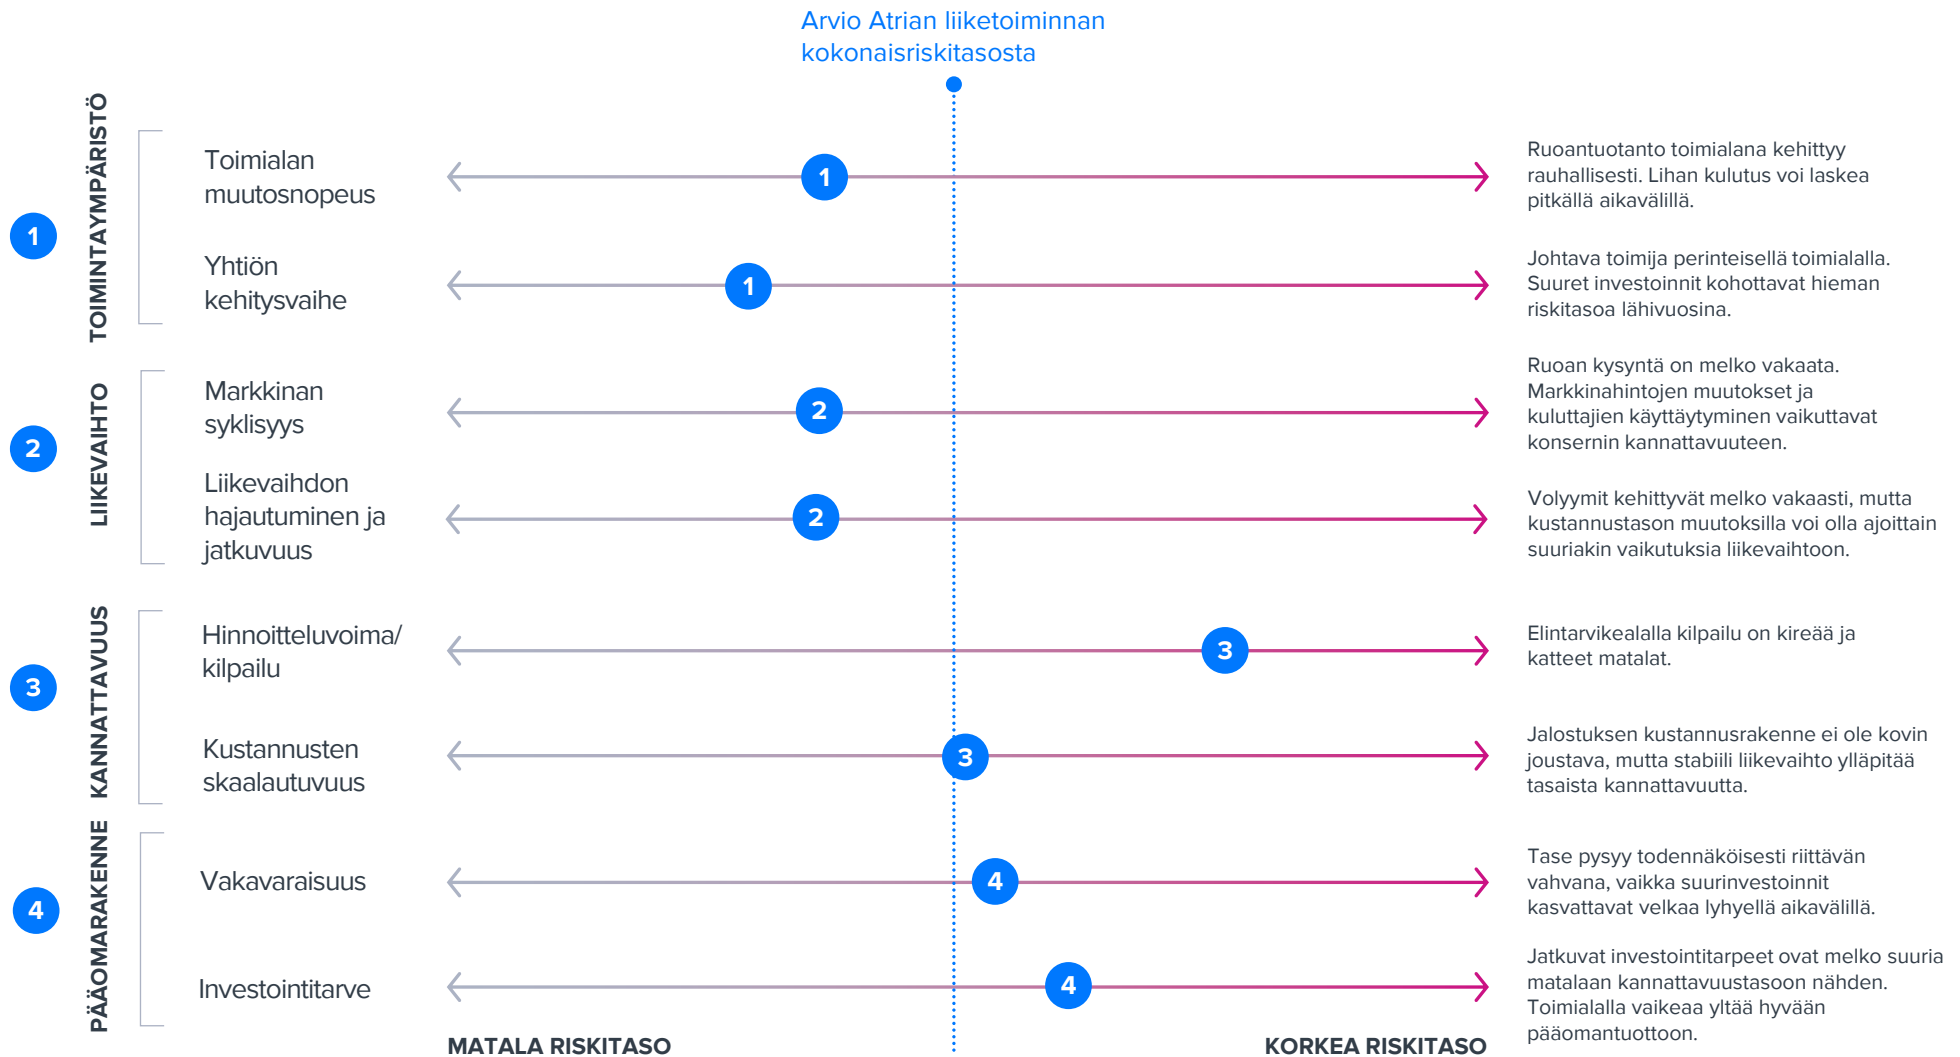 Arvio Atrian liiketoiminnan
kokonaisriskitasosta
1
TOIMINTAYMPÄRISTÖ
Toimialan
muutosnopeus
1
Ruoantuotanto toimialana kehittyy
rauhallisesti. Lihan kulutus voi laskea
pitkällä aikavälillä.
Yhtiön
kehitysvaihe
1
Johtava toimija perinteisellä toimialalla.
Suuret investoinnit kohottavat hieman
riskitasoa lähivuosina.
2
LIIKEVAIHTO
Markkinan
syklisyys
2
Ruoan kysyntä on melko vakaata.
Markkinahintojen muutokset ja
kuluttajien käyttäytyminen vaikuttavat
konsernin kannattavuuteen.
Liikevaihdon
hajautuminen ja
jatkuvuus
2
Volyymit kehittyvät melko vakaasti, mutta
kustannustason muutoksilla voi olla ajoittain
suuriakin vaikutuksia liikevaihtoon.
3
KANNATTAVUUS
Hinnoitteluvoima/
kilpailu
3
Elintarvikealalla kilpailu on kireää ja
katteet matalat.
Kustannusten
skaalautuvuus
3
Jalostuksen kustannusrakenne ei ole kovin
joustava, mutta stabiili liikevaihto ylläpitää
tasaista kannattavuutta.
4
PÄÄOMARAKENNE
Vakavaraisuus
4
Tase pysyy todennäköisesti riittävän
vahvana, vaikka suurinvestoinnit
kasvattavat velkaa lyhyellä aikavälillä.
Investointitarve
4
Jatkuvat investointitarpeet ovat melko suuria
matalaan kannattavuustasoon nähden.
Toimialalla vaikeaa yltää hyvään
pääomantuottoon.
MATALA RISKITASO
KORKEA RISKITASO